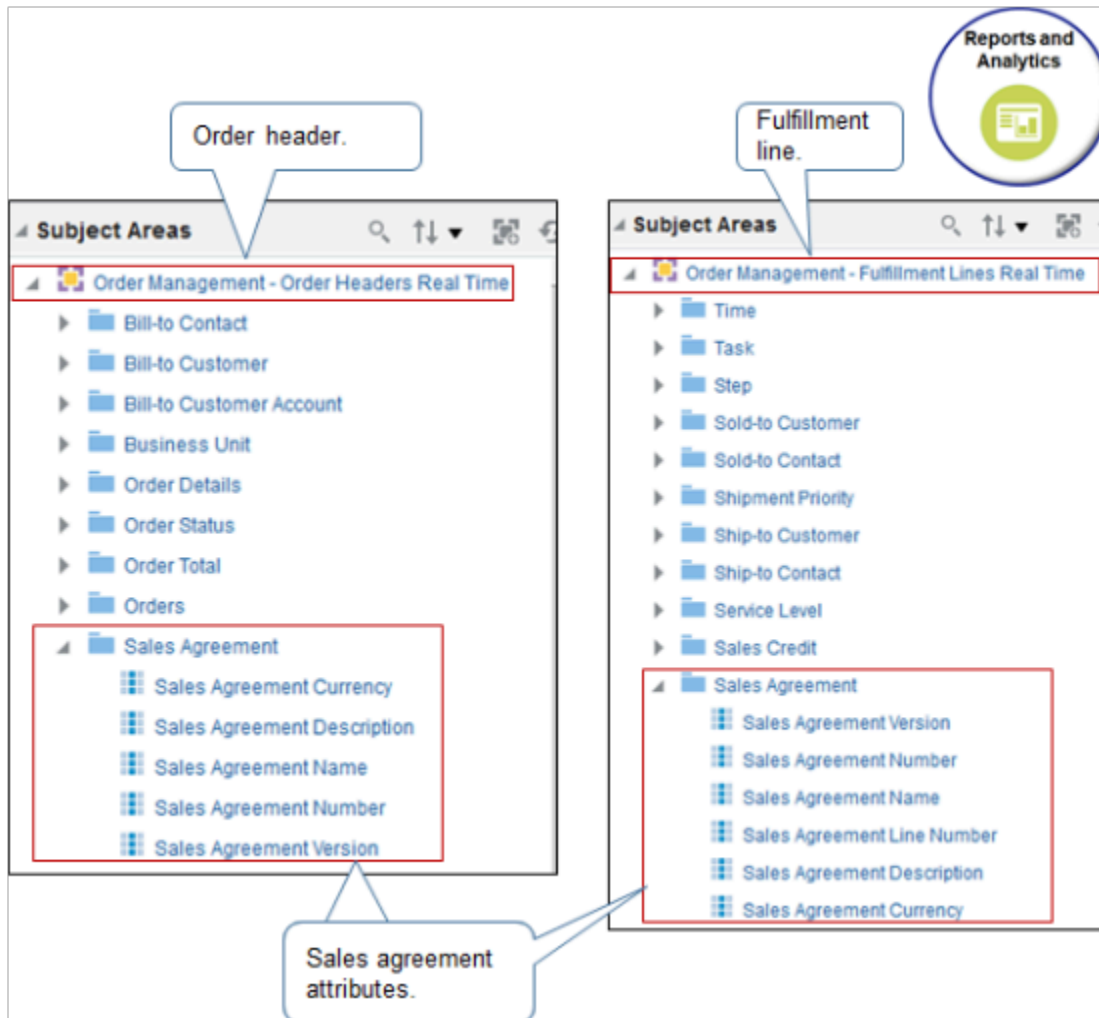 Reports and
Analytics
Order header.
Fulfillment
line.
Subject Areas
Order Management - Order Headers Real Time
Bill-to Contact
Bill-to Customer
Bill-to Customer Account
Business Unit
Order Details
Order Status
Order Total
Orders
Sales Agreement
Sales Agreement Currency
Sales Agreement Description
Sales Agreement Name
Sales Agreement Number
Sales Agreement Version
Subject Areas
Order Management - Fulfillment Lines Real Time
Time
Task
Step
Sold-to Customer
Sold-to Contact
Shipment Priority
Ship-to Customer
Ship-to Contact
Service Level
Sales Credit
Sales Agreement
Sales Agreement Version
Sales Agreement Number
Sales Agreement Name
Sales Agreement Line Number
Sales Agreement Description
Sales Agreement Currency
Sales agreement
attributes.